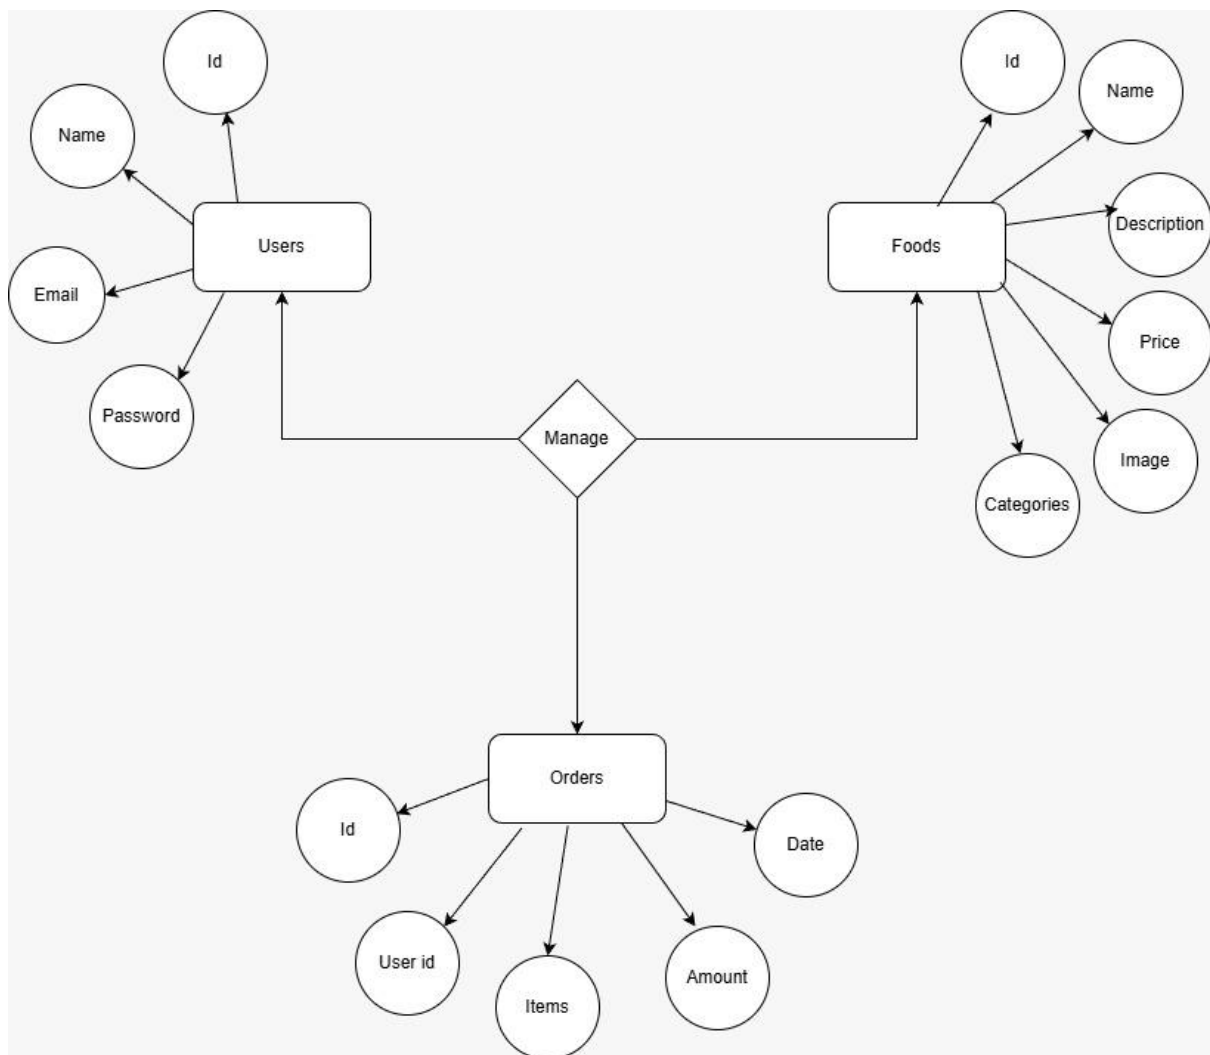 Id
Name
Email
Password
Users
Id
Name
Description
Price
Image
Categories
Foods
Manage
Orders
Id
User id
Items
Amount
Date